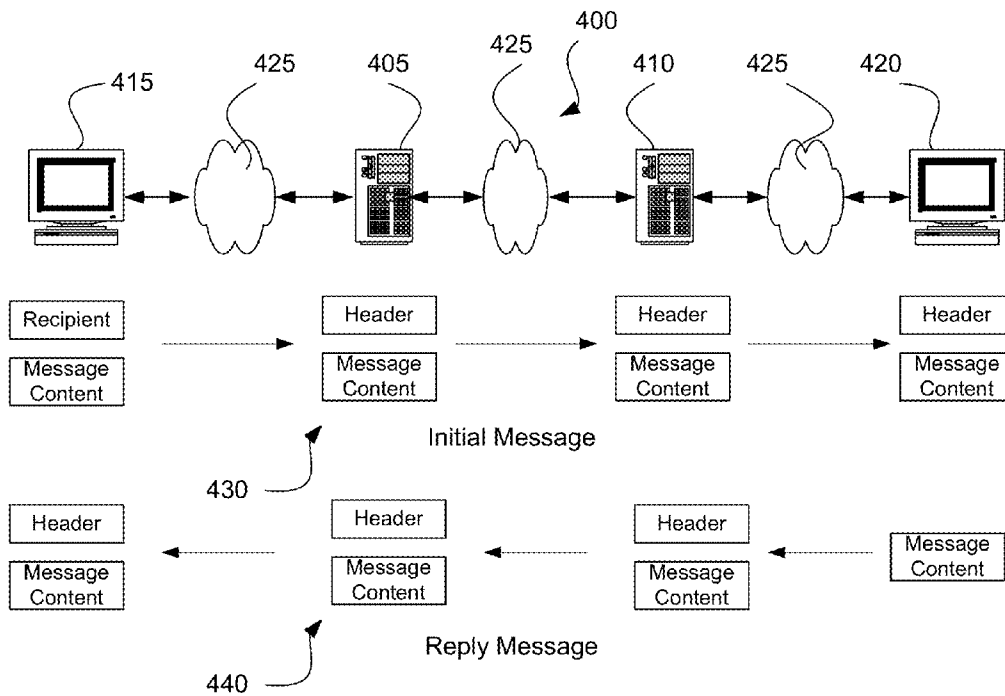 400
425
425
405
410
425
420
415
Recipient
Message
Content
Header
Message
Content
Header
Message
Content
Header
Message
Content
Initial Message
430
Header
Message
Content
Header
Message
Content
Header
Message
Content
Message
Content
Reply Message
440